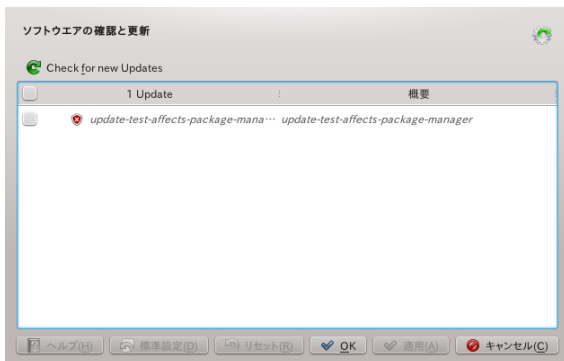 ソフトウエアの確認と更新
Check for new Updates
1 Update 概要
update-test-affects-package-mana… update-test-affects-package-manager
ヘルプ(H) 標準設定(D) リセット(R) OK 適用(A) キャンセル(C)